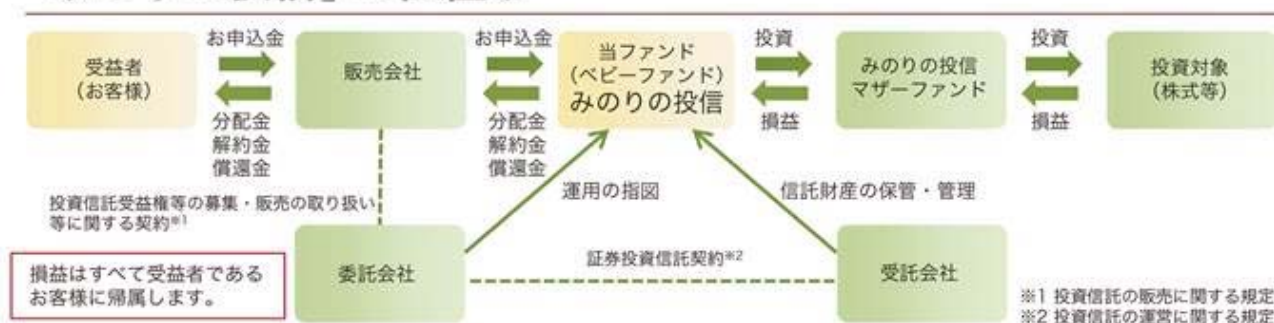 お申込金
お申込金
投資
投資
受益者
(お客様)
販売会社
当ファンド
(ベビーファンド)
みのりの投信
みのりの投信
マザーファンド
投資対象
(株式等)
分配金
解約金
償還金
分配金
解約金
償還金
損益
損益
運用の指図
信託財産の保管・管理
投資信託受益権等の募集・販売の取り扱い
等に関する契約※1
損益はすべて受益者である
お客様に帰属します。
委託会社
証券投資信託契約※2
受託会社
※1 投資信託の販売に関する規定
※2 投資信託の運営に関する規定